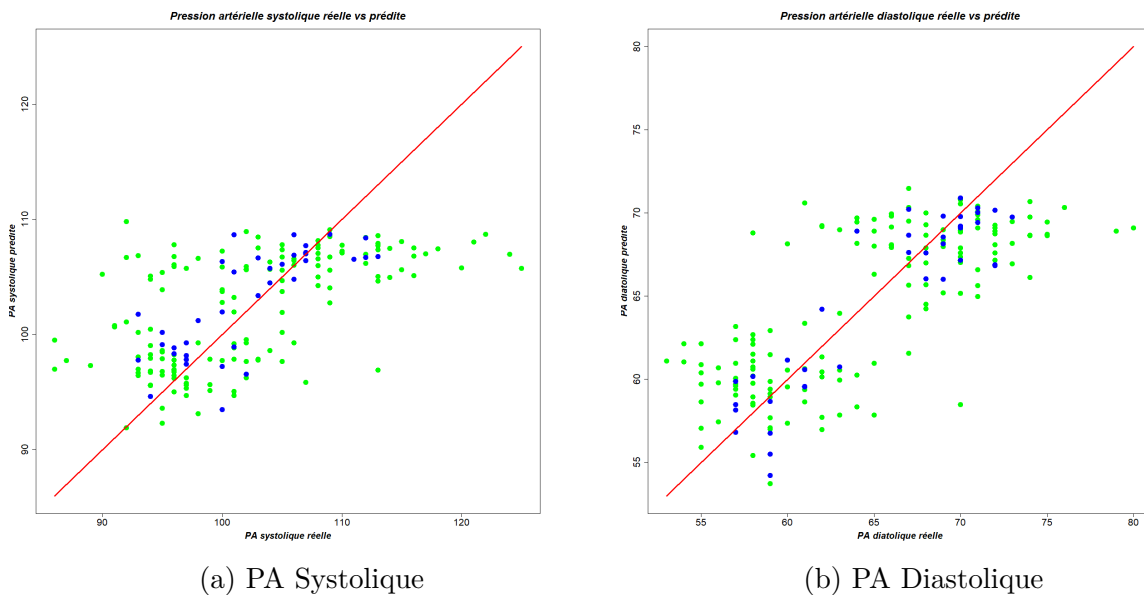 Pression artérielle systolique réelle vs prédite
PA systolique prédite
120
110
100
90
90 100 110 120
PA systolique réelle
(a) PA Systolique
Pression artérielle diastolique réelle vs prédite
PA diatolique prédite
80
75
70
65
60
55
55 60 65 70 75 80
PA diatolique réelle
(b) PA Diastolique